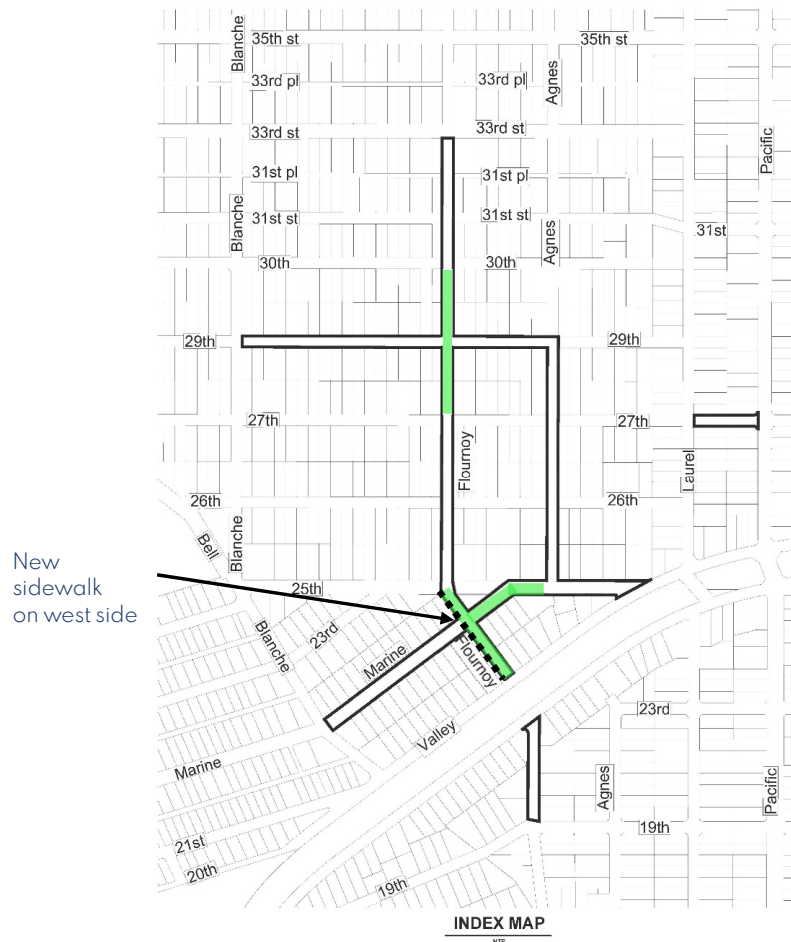 35th st
35th st
Blanche
33rd pl
33rd pl
Agnes
33rd st
33rd st
Pacific
31st pl
31st pl
Blanche
31st st
31st st
Agnes
31st
30th
30th
29th
29th
27th
27th
Flournoy
Laurel
26th
26th
Bell
Blanche
New
sidewalk
on west side
25th
Blanche
23rd
Marine
Flournoy
Valley
23rd
Marine
Agnes
Pacific
21st
19th
20th
19th
INDEX MAP
NTS